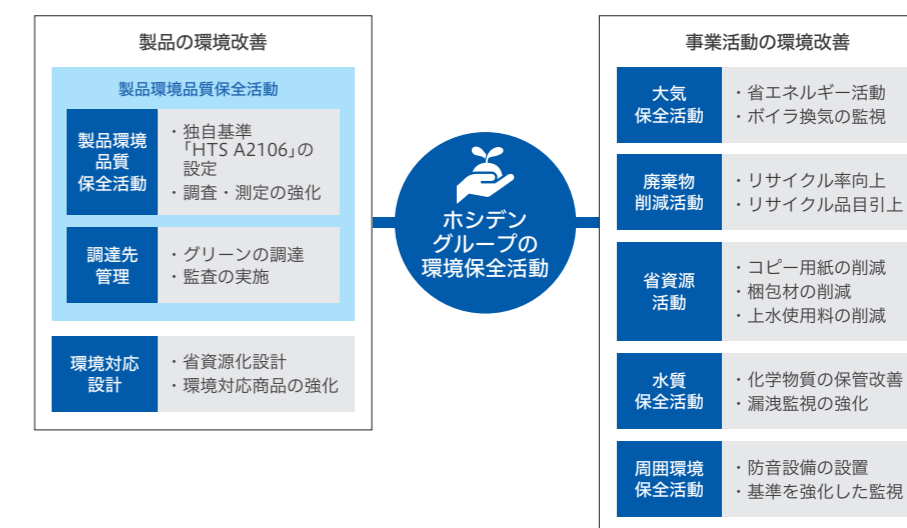 製品の環境改善
製品環境品質保全活動
製品環境
品質
保全活動
・独自基準
「HTS A2106」の
設定
・調査・測定の強化
調達先
管理
・グリーンの調達
・監査の実施
環境対応
設計
・省資源化設計
・環境対応商品の強化
ホシデン
グループの
環境保全活動
事業活動の環境改善
大気
保全活動
・省エネルギー活動
・ボイラ換気の監視
廃棄物
削減活動
・リサイクル率向上
・リサイクル品目引上
省資源
活動
・コピー用紙の削減
・梱包材の削減
・上水使用料の削減
水質
保全活動
・化学物質の保管改善
・漏洩監視の強化
周囲環境
保全活動
・防音設備の設置
・基準を強化した監視